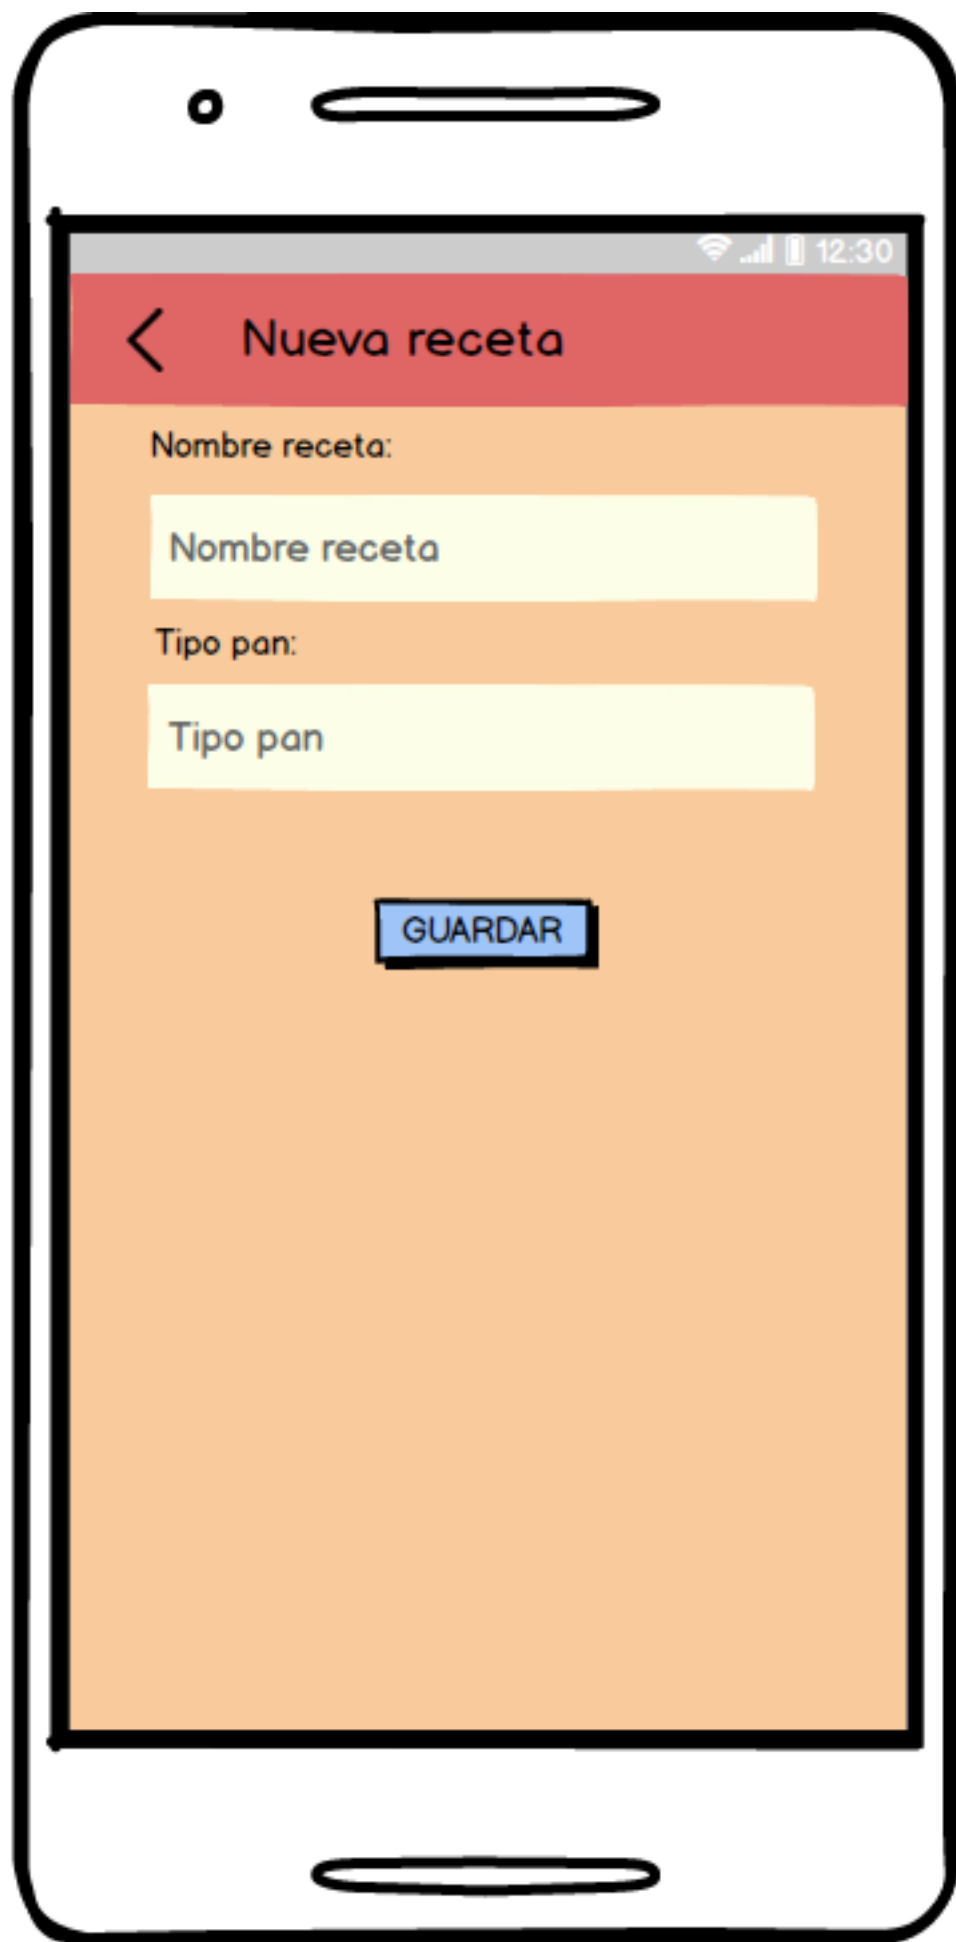 12:30
Nueva receta
Nombre receta:
Nombre receta
Tipo pan:
Tipo pan
GUARDAR